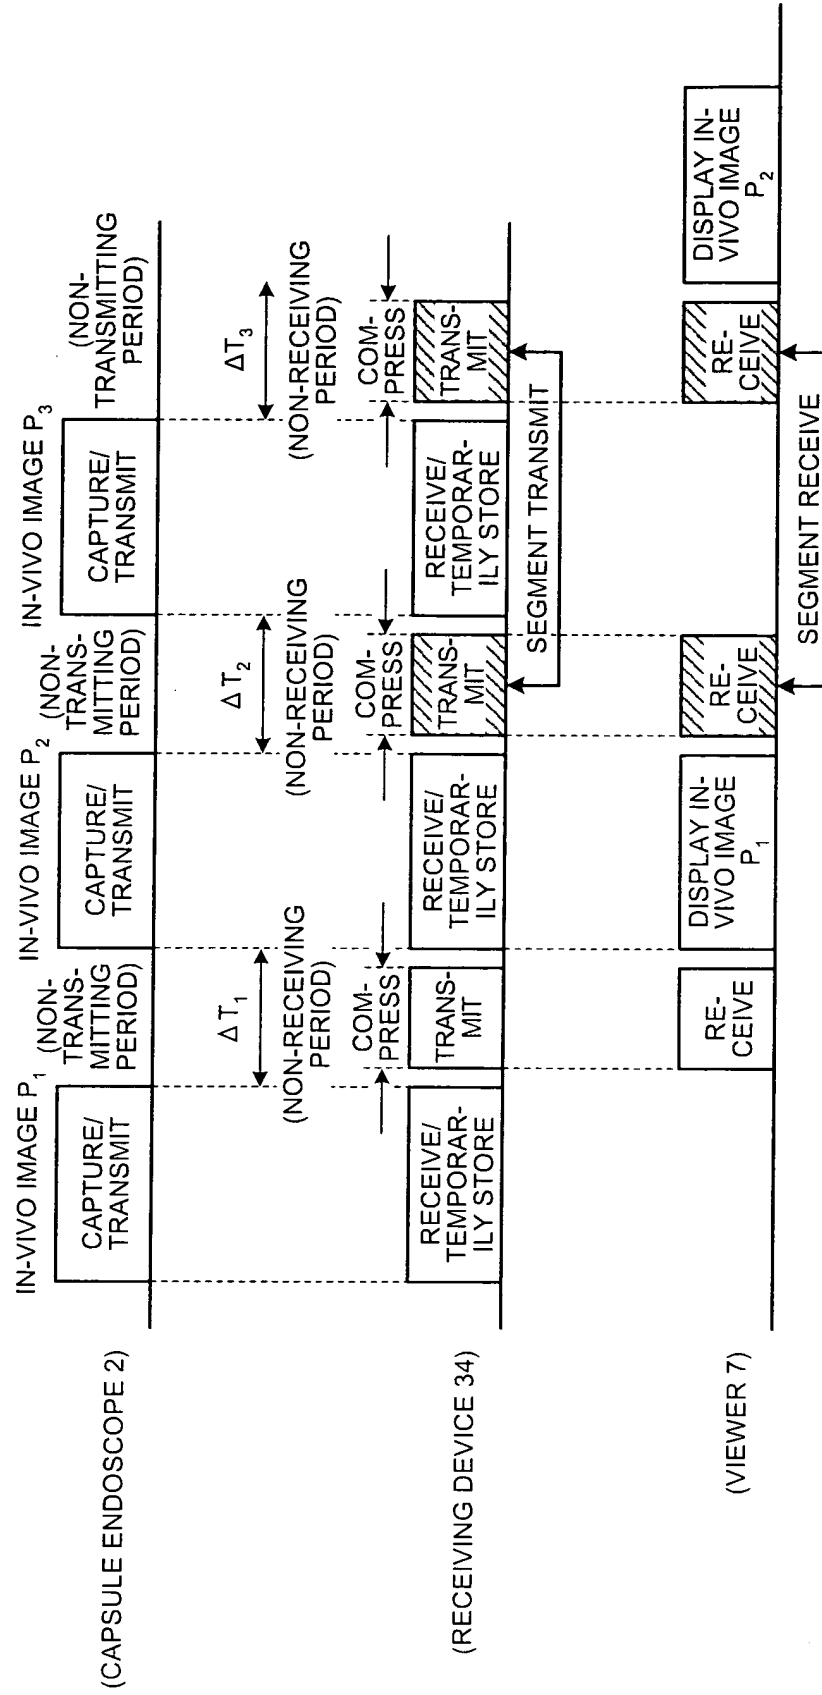 IN-VIVO IMAGE P1
(NON-
TRANS-
MITTING
PERIOD)
IN-VIVO IMAGE P2
(NON-
TRANS-
MITTING
PERIOD)
IN-VIVO IMAGE P3
(NON-
TRANSMITTING
PERIOD)
(CAPSULE ENDOSCOPE 2)
CAPTURE/
TRANSMIT
CAPTURE/
TRANSMIT
CAPTURE/
TRANSMIT
ΔT1
(NON-RECEIVING
PERIOD)
ΔT2
(NON-RECEIVING
PERIOD)
ΔT3
(NON-RECEIVING
PERIOD)
COM-
PRESS
COM-
PRESS
COM-
PRESS
(RECEIVING DEVICE 34)
RECEIVE/
TEMPORAR-
ILY STORE
TRANS-
MIT
RECEIVE/
TEMPORAR-
ILY STORE
TRANS-
MIT
RECEIVE/
TEMPORAR-
ILY STORE
TRANS-
MIT
SEGMENT TRANSMIT
(VIEWER 7)
RE-
CEIVE
DISPLAY IN-
VIVO IMAGE
P1
RE-
CEIVE
RE-
CEIVE
DISPLAY IN-
VIVO IMAGE
P2
SEGMENT RECEIVE